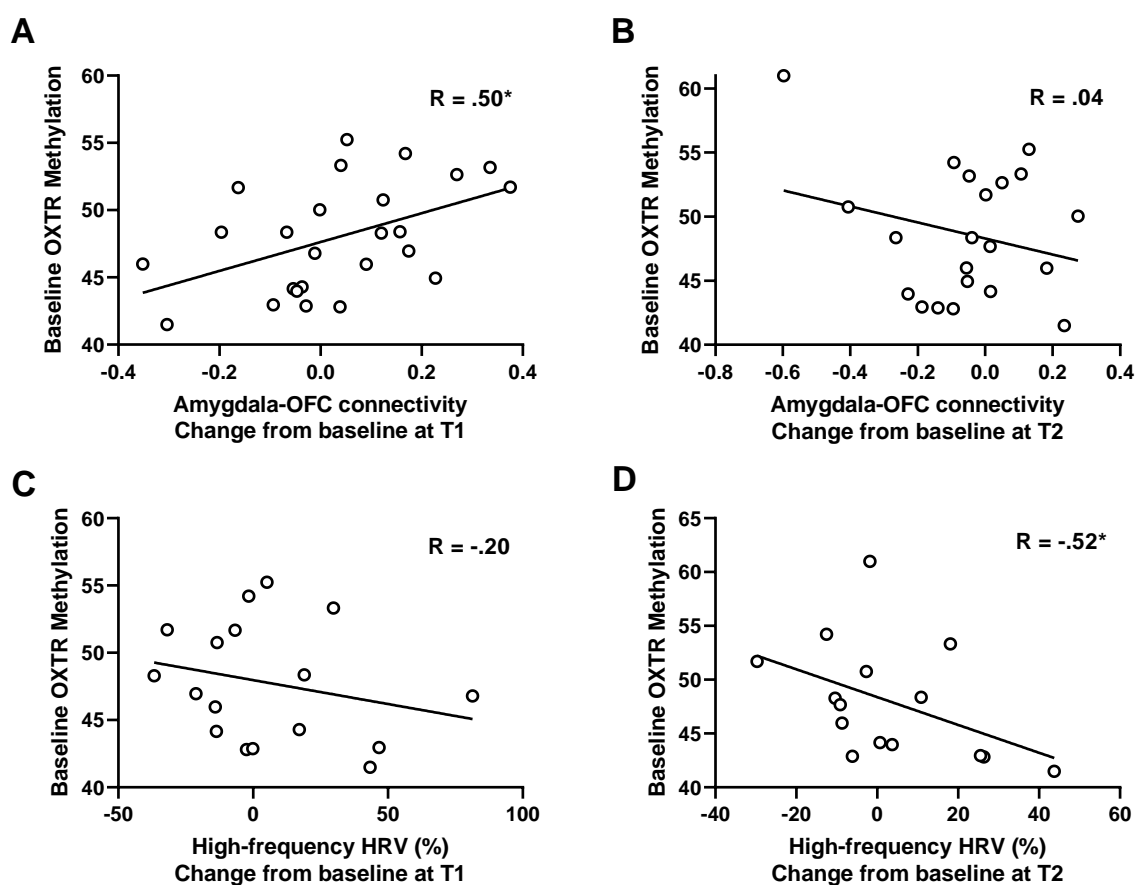 A
Baseline OXTR Methylation
60
55
50
45
40
R = .50*
-0.4
-0.2
0.0
0.2
0.4
Amygdala-OFC connectivity
Change from baseline at T1
B
Baseline OXTR Methylation
60
55
50
45
40
R = .04
-0.8
-0.6
-0.4
-0.2
0.0
0.2
0.4
Amygdala-OFC connectivity
Change from baseline at T2
C
Baseline OXTR Methylation
60
55
50
45
40
R = -.20
-50
0
50
100
High-frequency HRV (%)
Change from baseline at T1
D
Baseline OXTR Methylation
65
60
55
50
45
40
R = -.52*
-40
-20
0
20
40
60
High-frequency HRV (%)
Change from baseline at T2